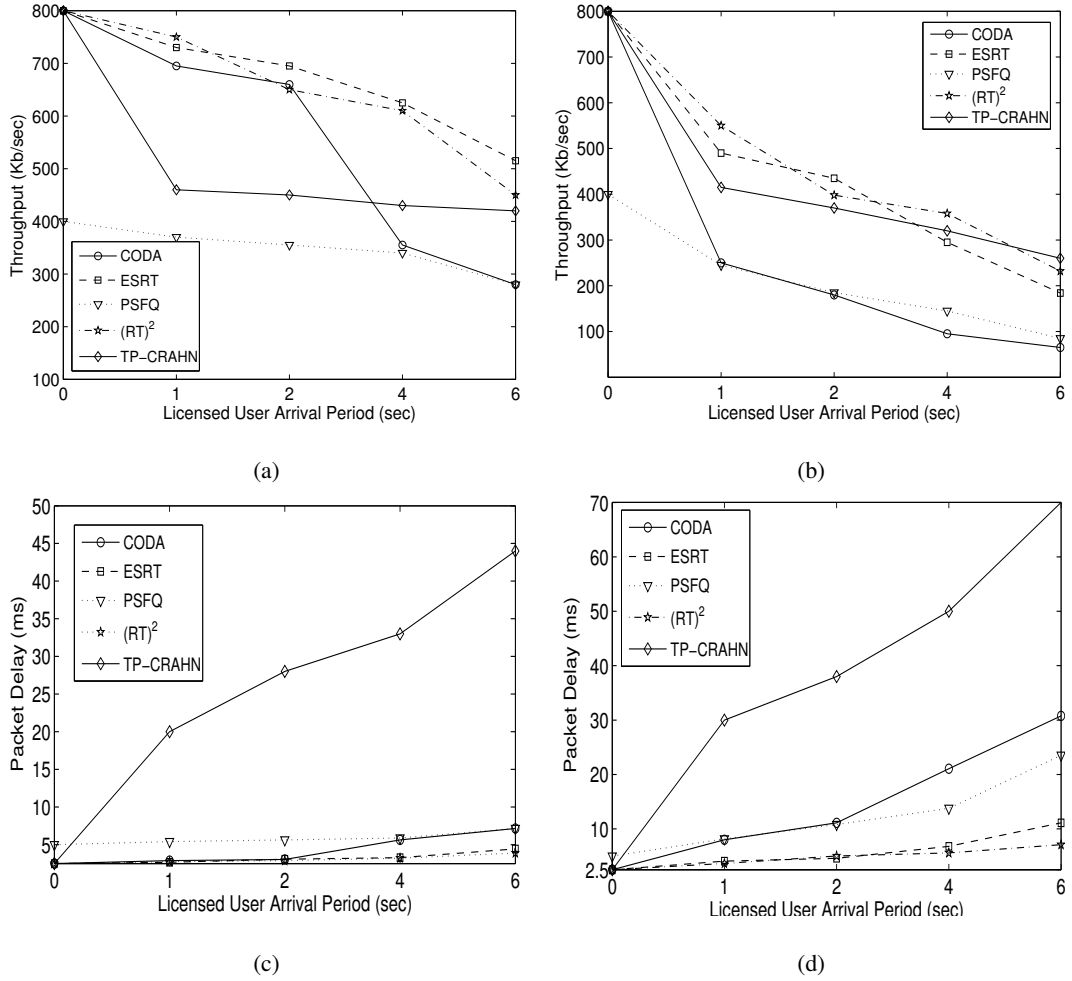 800
700
600
500
400
300
400
100
Throughput (Kb/sec)
CODA
ESRT
PSFQ
(RT)²
TP−CRAHN
0 1 2 4 6
Licensed User Arrival Period (sec)
(a)
800
800
600
500
400
300
200
100
Throughput (Kb/sec)
CODA
ESRT
PSFQ
(RT)²
TP−CRAHN
0 1 2 4 6
Licensed User Arrival Period (sec)
(b)
50
45
40
35
30
25
20
15
10
5
Packet Delay (ms)
CODA
ESRT
PSFQ
(RT)²
TP−CRAHN
0 1 2 4 6
Licensed User Arrival Period (sec)
(c)
70
60
50
40
30
20
10
2.5
Packet Delay (ms)
CODA
ESRT
PSFQ
(RT)²
TP−CRAHN
0 1 2 4 6
Licensed User Arrival Period (sec)
(d)